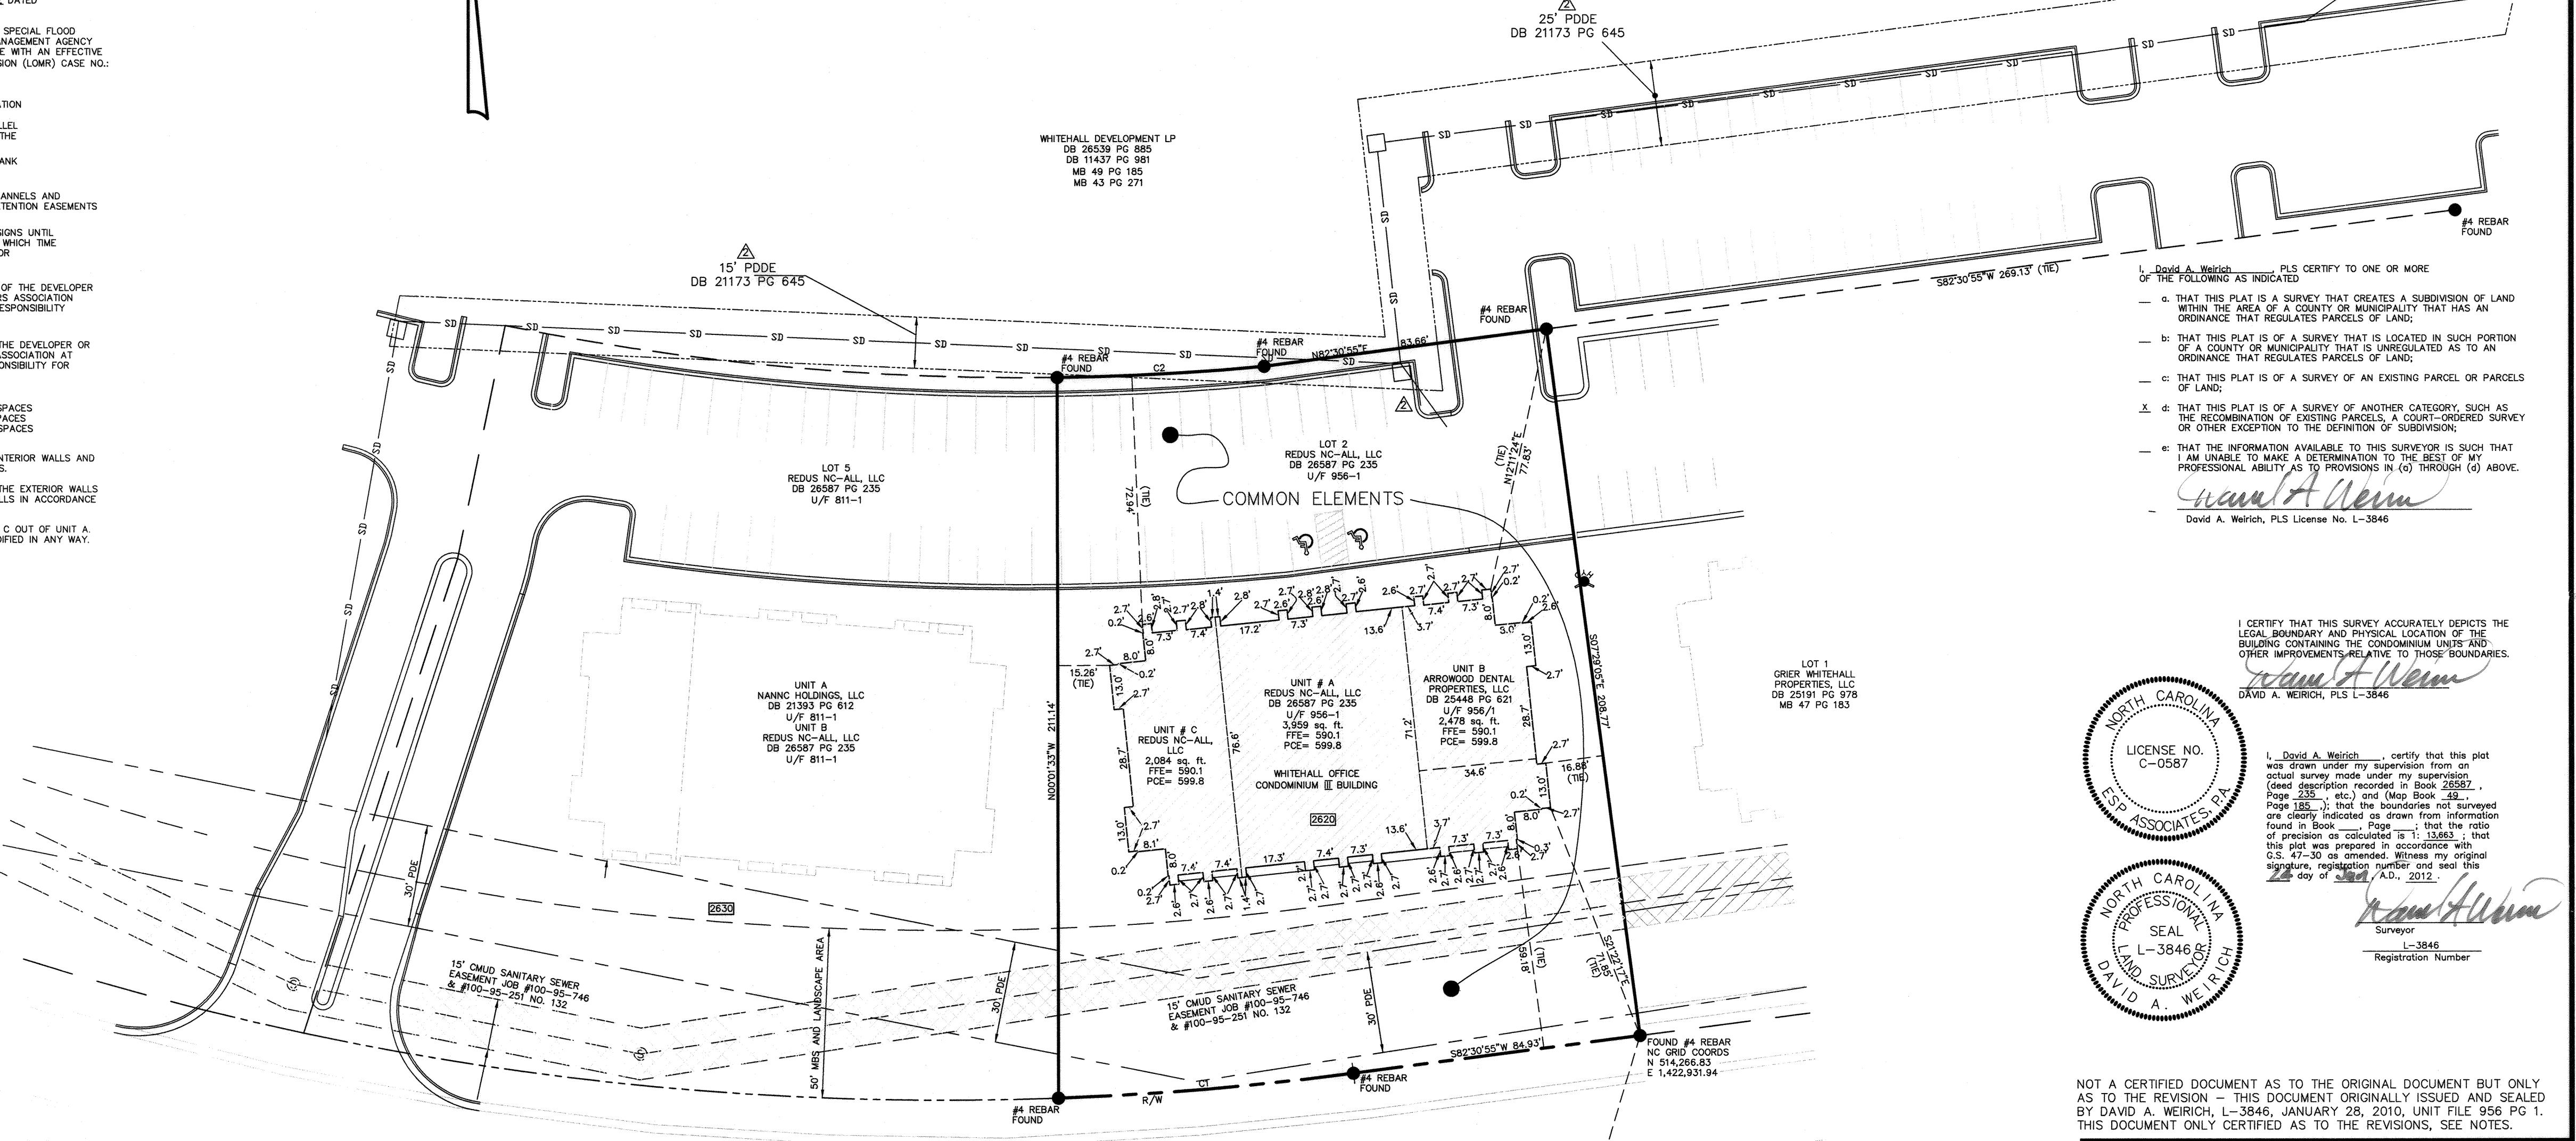 DATED
SPECIAL FLOOD
NAGEMENT AGENCY
E WITH AN EFFECTIVE
SION (LOMR) CASE NO.:
ATION
LLEL
THE
ANK
ANNELS AND
TENTION EASEMENTS
SIGNS UNTIL
WHICH TIME
OR
OF THE DEVELOPER
RS ASSOCIATION
ESPONSIBILITY
THE DEVELOPER OR
ASSOCIATION AT
ONSIBILITY FOR
SPACES
PACES
SPACES
NTERIOR WALLS AND
S.
THE EXTERIOR WALLS
LLS IN ACCORDANCE
C OUT OF UNIT A.
DIFIED IN ANY WAY.
2
25' PDDE
DB 21173 PG 645
WHITEHALL DEVELOPMENT LP
DB 26539 PG 885
DB 11437 PG 981
MB 49 PG 185
MB 43 PG 271
2
15' PDDE
DB 21173 PG 645
#4 REBAR
FOUND
#4 REBAR
FOUND
#4 REBAR
FOUND
#4 REBAR
FOUND
C2
N82°30'55"E 83.66'
S82°30'55"W 269.13' (TIE)
2
LOT 5
REDUS NC-ALL, LLC
DB 26587 PG 235
U/F 811-1
LOT 2
REDUS NC-ALL, LLC
DB 26587 PG 235
U/F 956-1
COMMON ELEMENTS
(TIE)
72.94'
(TIE)
N12°11'24"E
77.83'
HYD
15.26'
(TIE)
N00°01'33"W 211.14'
S07°29'05"E 208.77'
UNIT A
NANNC HOLDINGS, LLC
DB 21393 PG 612
U/F 811-1
UNIT B
REDUS NC-ALL, LLC
DB 26587 PG 235
U/F 811-1
UNIT # C
REDUS NC-ALL,
LLC
2,084 sq. ft.
FFE= 590.1
PCE= 599.8
UNIT # A
REDUS NC-ALL, LLC
DB 26587 PG 235
U/F 956-1
3,959 sq. ft.
FFE= 590.1
PCE= 599.8
WHITEHALL OFFICE
CONDOMINIUM III BUILDING
2620
UNIT B
ARROWOOD DENTAL
PROPERTIES, LLC
DB 25448 PG 621
U/F 956/1
2,478 sq. ft.
FFE= 590.1
PCE= 599.8
76.6'
71.2'
34.6'
28.7'
28.7'
17.2'
17.3'
13.6'
13.6'
16.88'
(TIE)
LOT 1
GRIER WHITEHALL
PROPERTIES, LLC
DB 25191 PG 978
MB 47 PG 183
2630
30' PDE
15' CMUD SANITARY SEWER
EASEMENT JOB #100-95-746
& #100-95-251 NO. 132
50' MBS AND LANDSCAPE AREA
30' PDE
15' CMUD SANITARY SEWER
EASEMENT JOB #100-95-746
& #100-95-251 NO. 132
30' PDE
59.18'
(TIE)
S21°22'17"E
71.85'
(TIE)
S82°30'55"W 84.93'
C1
R/W
#4 REBAR
FOUND
#4 REBAR
FOUND
FOUND #4 REBAR
NC GRID COORDS
N 514,266.83
E 1,422,931.94
I, David A. Weirich, PLS CERTIFY TO ONE OR MORE
OF THE FOLLOWING AS INDICATED
a. THAT THIS PLAT IS A SURVEY THAT CREATES A SUBDIVISION OF LAND
WITHIN THE AREA OF A COUNTY OR MUNICIPALITY THAT HAS AN
ORDINANCE THAT REGULATES PARCELS OF LAND;
b: THAT THIS PLAT IS OF A SURVEY THAT IS LOCATED IN SUCH PORTION
OF A COUNTY OR MUNICIPALITY THAT IS UNREGULATED AS TO AN
ORDINANCE THAT REGULATES PARCELS OF LAND;
c: THAT THIS PLAT IS OF A SURVEY OF AN EXISTING PARCEL OR PARCELS
OF LAND;
X d: THAT THIS PLAT IS OF A SURVEY OF ANOTHER CATEGORY, SUCH AS
THE RECOMBINATION OF EXISTING PARCELS, A COURT-ORDERED SURVEY
OR OTHER EXCEPTION TO THE DEFINITION OF SUBDIVISION;
e: THAT THE INFORMATION AVAILABLE TO THIS SURVEYOR IS SUCH THAT
I AM UNABLE TO MAKE A DETERMINATION TO THE BEST OF MY
PROFESSIONAL ABILITY AS TO PROVISIONS IN (a) THROUGH (d) ABOVE.
David A. Weirich, PLS License No. L-3846
I CERTIFY THAT THIS SURVEY ACCURATELY DEPICTS THE
LEGAL BOUNDARY AND PHYSICAL LOCATION OF THE
BUILDING CONTAINING THE CONDOMINIUM UNITS AND
OTHER IMPROVEMENTS RELATIVE TO THOSE BOUNDARIES.
DAVID A. WEIRICH, PLS L-3846
NORTH CAROLINA
LICENSE NO.
C-0587
ESP ASSOCIATES, P.A.
I, David A. Weirich, certify that this plat
was drawn under my supervision from an
actual survey made under my supervision
(deed description recorded in Book 26587,
Page 235, etc.) and (Map Book 49,
Page 185,); that the boundaries not surveyed
are clearly indicated as drawn from information
found in Book ___, Page ___; that the ratio
of precision as calculated is 1: 13,663; that
this plat was prepared in accordance with
G.S. 47-30 as amended. Witness my original
signature, registration number and seal this
day of Jan, A.D., 2012.
Surveyor
L-3846
Registration Number
NORTH CAROLINA
PROFESSIONAL
SEAL
L-3846
LAND SURVEYOR
DAVID A. WEIRICH
NOT A CERTIFIED DOCUMENT AS TO THE ORIGINAL DOCUMENT BUT ONLY
AS TO THE REVISION – THIS DOCUMENT ORIGINALLY ISSUED AND SEALED
BY DAVID A. WEIRICH, L-3846, JANUARY 28, 2010, UNIT FILE 956 PG 1.
THIS DOCUMENT ONLY CERTIFIED AS TO THE REVISIONS, SEE NOTES.